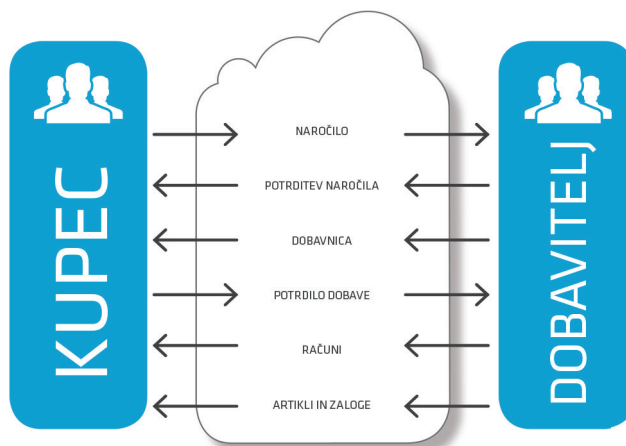 KUPEC
NAROČILO
POTRDITEV NAROČILA
DOBAVNICA
POTRDILO DOBAVE
RAČUNI
ARTIKLI IN ZALOGE
DOBAVITELJ